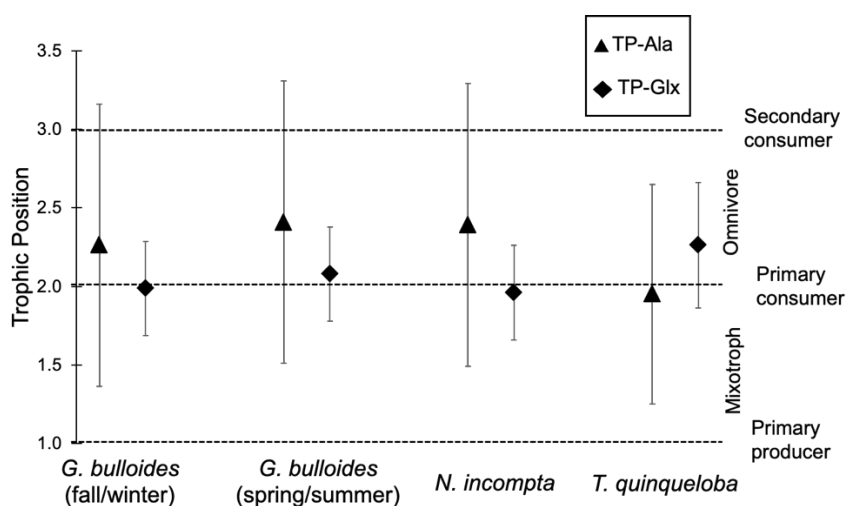 TP-Ala
TP-Glx
3.5
3.0
2.5
2.0
1.5
1.0
Trophic Position
Secondary
consumer
Omnivore
Primary
consumer
Mixotroph
Primary
producer
G. bulloides
(fall/winter)
G. bulloides
(spring/summer)
N. incompta
T. quinqueloba